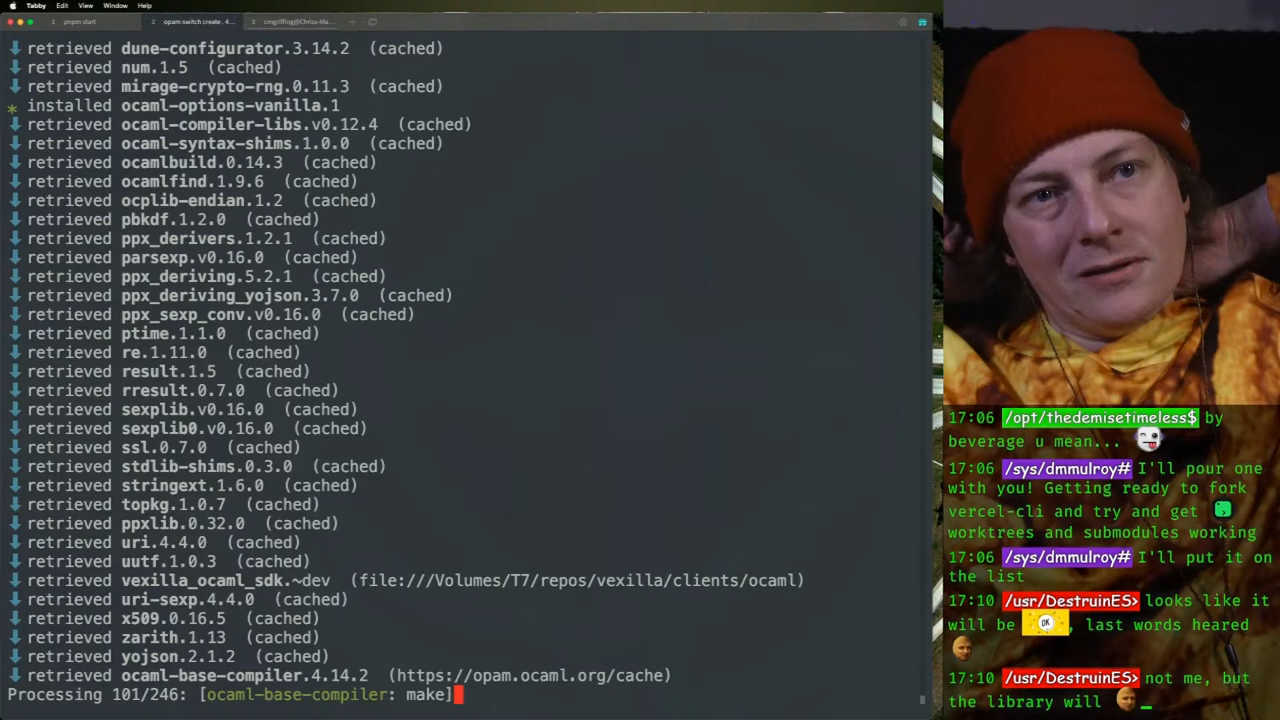 Tabby Edit View Window Help
1 pnpm start 2 opam switch create . 4... 3 cmgriffing@Chriss-Ma...
retrieved dune-configurator.3.14.2 (cached)
retrieved num.1.5 (cached)
retrieved mirage-crypto-rng.0.11.3 (cached)
* installed ocaml-options-vanilla.1
retrieved ocaml-compiler-libs.v0.12.4 (cached)
retrieved ocaml-syntax-shims.1.0.0 (cached)
retrieved ocamlbuild.0.14.3 (cached)
retrieved ocamlfind.1.9.6 (cached)
retrieved ocplib-endian.1.2 (cached)
retrieved pbkdf.1.2.0 (cached)
retrieved ppx_derivers.1.2.1 (cached)
retrieved parsexp.v0.16.0 (cached)
retrieved ppx_deriving.5.2.1 (cached)
retrieved ppx_deriving_yojson.3.7.0 (cached)
retrieved ppx_sexp_conv.v0.16.0 (cached)
retrieved ptime.1.1.0 (cached)
retrieved re.1.11.0 (cached)
retrieved result.1.5 (cached)
retrieved rresult.0.7.0 (cached)
retrieved sexplib.v0.16.0 (cached)
retrieved sexplib0.v0.16.0 (cached)
retrieved ssl.0.7.0 (cached)
retrieved stdlib-shims.0.3.0 (cached)
retrieved stringext.1.6.0 (cached)
retrieved topkg.1.0.7 (cached)
retrieved ppxlib.0.32.0 (cached)
retrieved uri.4.4.0 (cached)
retrieved uutf.1.0.3 (cached)
retrieved vexilla_ocaml_sdk.~dev (file:///Volumes/T7/repos/vexilla/clients/ocaml)
retrieved uri-sexp.4.4.0 (cached)
retrieved x509.0.16.5 (cached)
retrieved zarith.1.13 (cached)
retrieved yojson.2.1.2 (cached)
retrieved ocaml-base-compiler.4.14.2 (https://opam.ocaml.org/cache)
Processing 101/246: [ocaml-base-compiler: make]
17:06 /opt/thedemisetimeless$ by
beverage u mean...
17:06 /sys/dmmulroy# I'll pour one
with you! Getting ready to fork
vercel-cli and try and get
worktrees and submodules working
17:06 /sys/dmmulroy# I'll put it on
the list
17:10 /usr/DestruinES> looks like it
will be OK, last words heared
17:10 /usr/DestruinES> not me, but
the library will